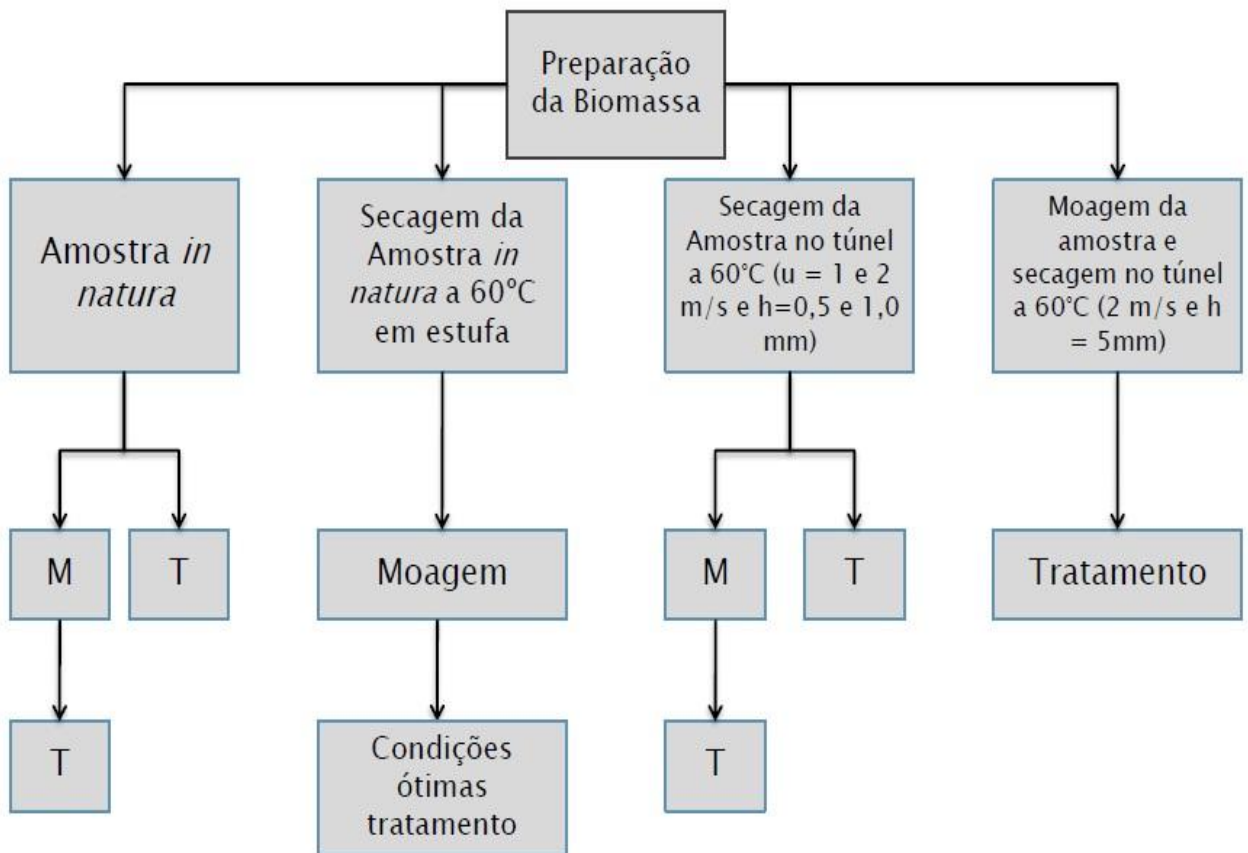 Preparação
da Biomassa
Amostra in
natura
Secagem da
Amostra in
natura a 60°C
em estufa
Secagem da
Amostra no túnel
a 60°C (u = 1 e 2
m/s e h=0,5 e 1,0
mm)
Moagem da
amostra e
secagem no túnel
a 60°C (2 m/s e h
= 5mm)
M
T
Moagem
M
T
Tratamento
T
Condições
ótimas
tratamento
T